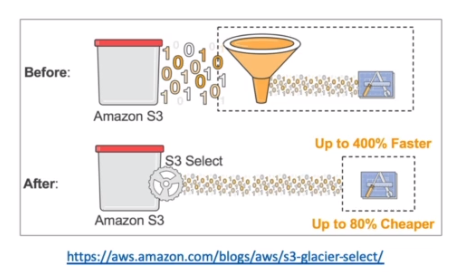 Before:
Amazon S3
Up to 400% Faster
S3 Select
After:
Amazon S3
Up to 80% Cheaper
https://aws.amazon.com/blogs/aws/s3-glacier-select/